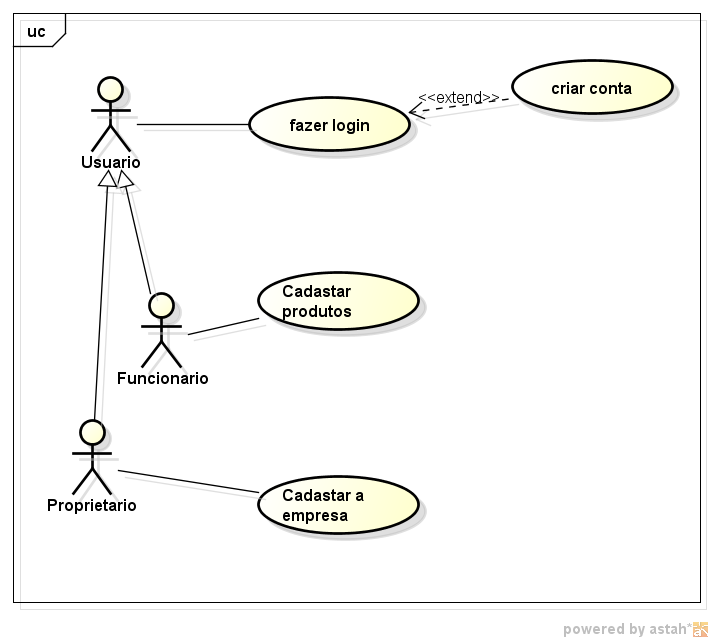 uc
<<extend>>
criar conta
fazer login
Usuario
Cadastar
produtos
Funcionario
Cadastar a
empresa
Proprietario
powered by astah*